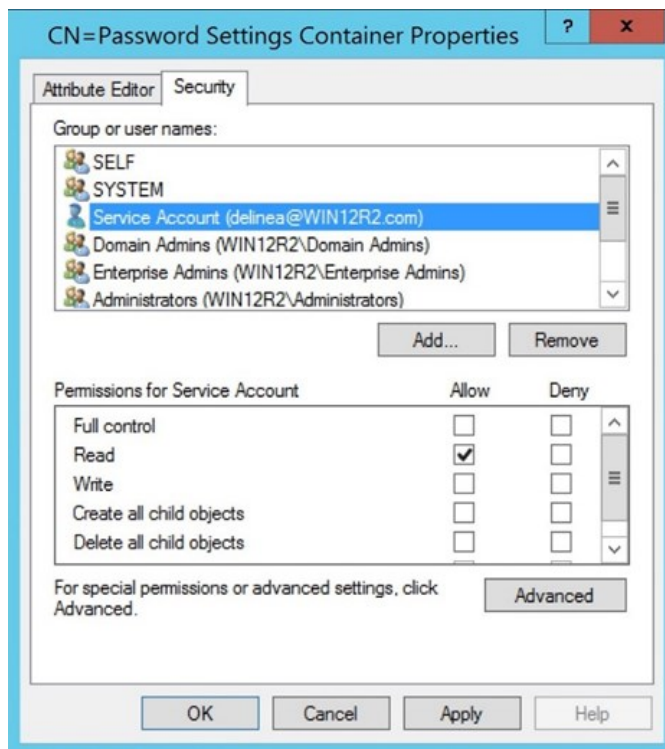 CN=Password Settings Container Properties ? x
Attribute Editor Security
Group or user names:
SELF
SYSTEM
Service Account (delinea@WIN12R2.com)
Domain Admins (WIN12R2\Domain Admins)
Enterprise Admins (WIN12R2\Enterprise Admins)
Administrators (WIN12R2\Administrators)
Add... Remove
Permissions for Service Account Allow Deny
Full control
Read
Write
Create all child objects
Delete all child objects
For special permissions or advanced settings, click
Advanced.
Advanced
OK Cancel Apply Help